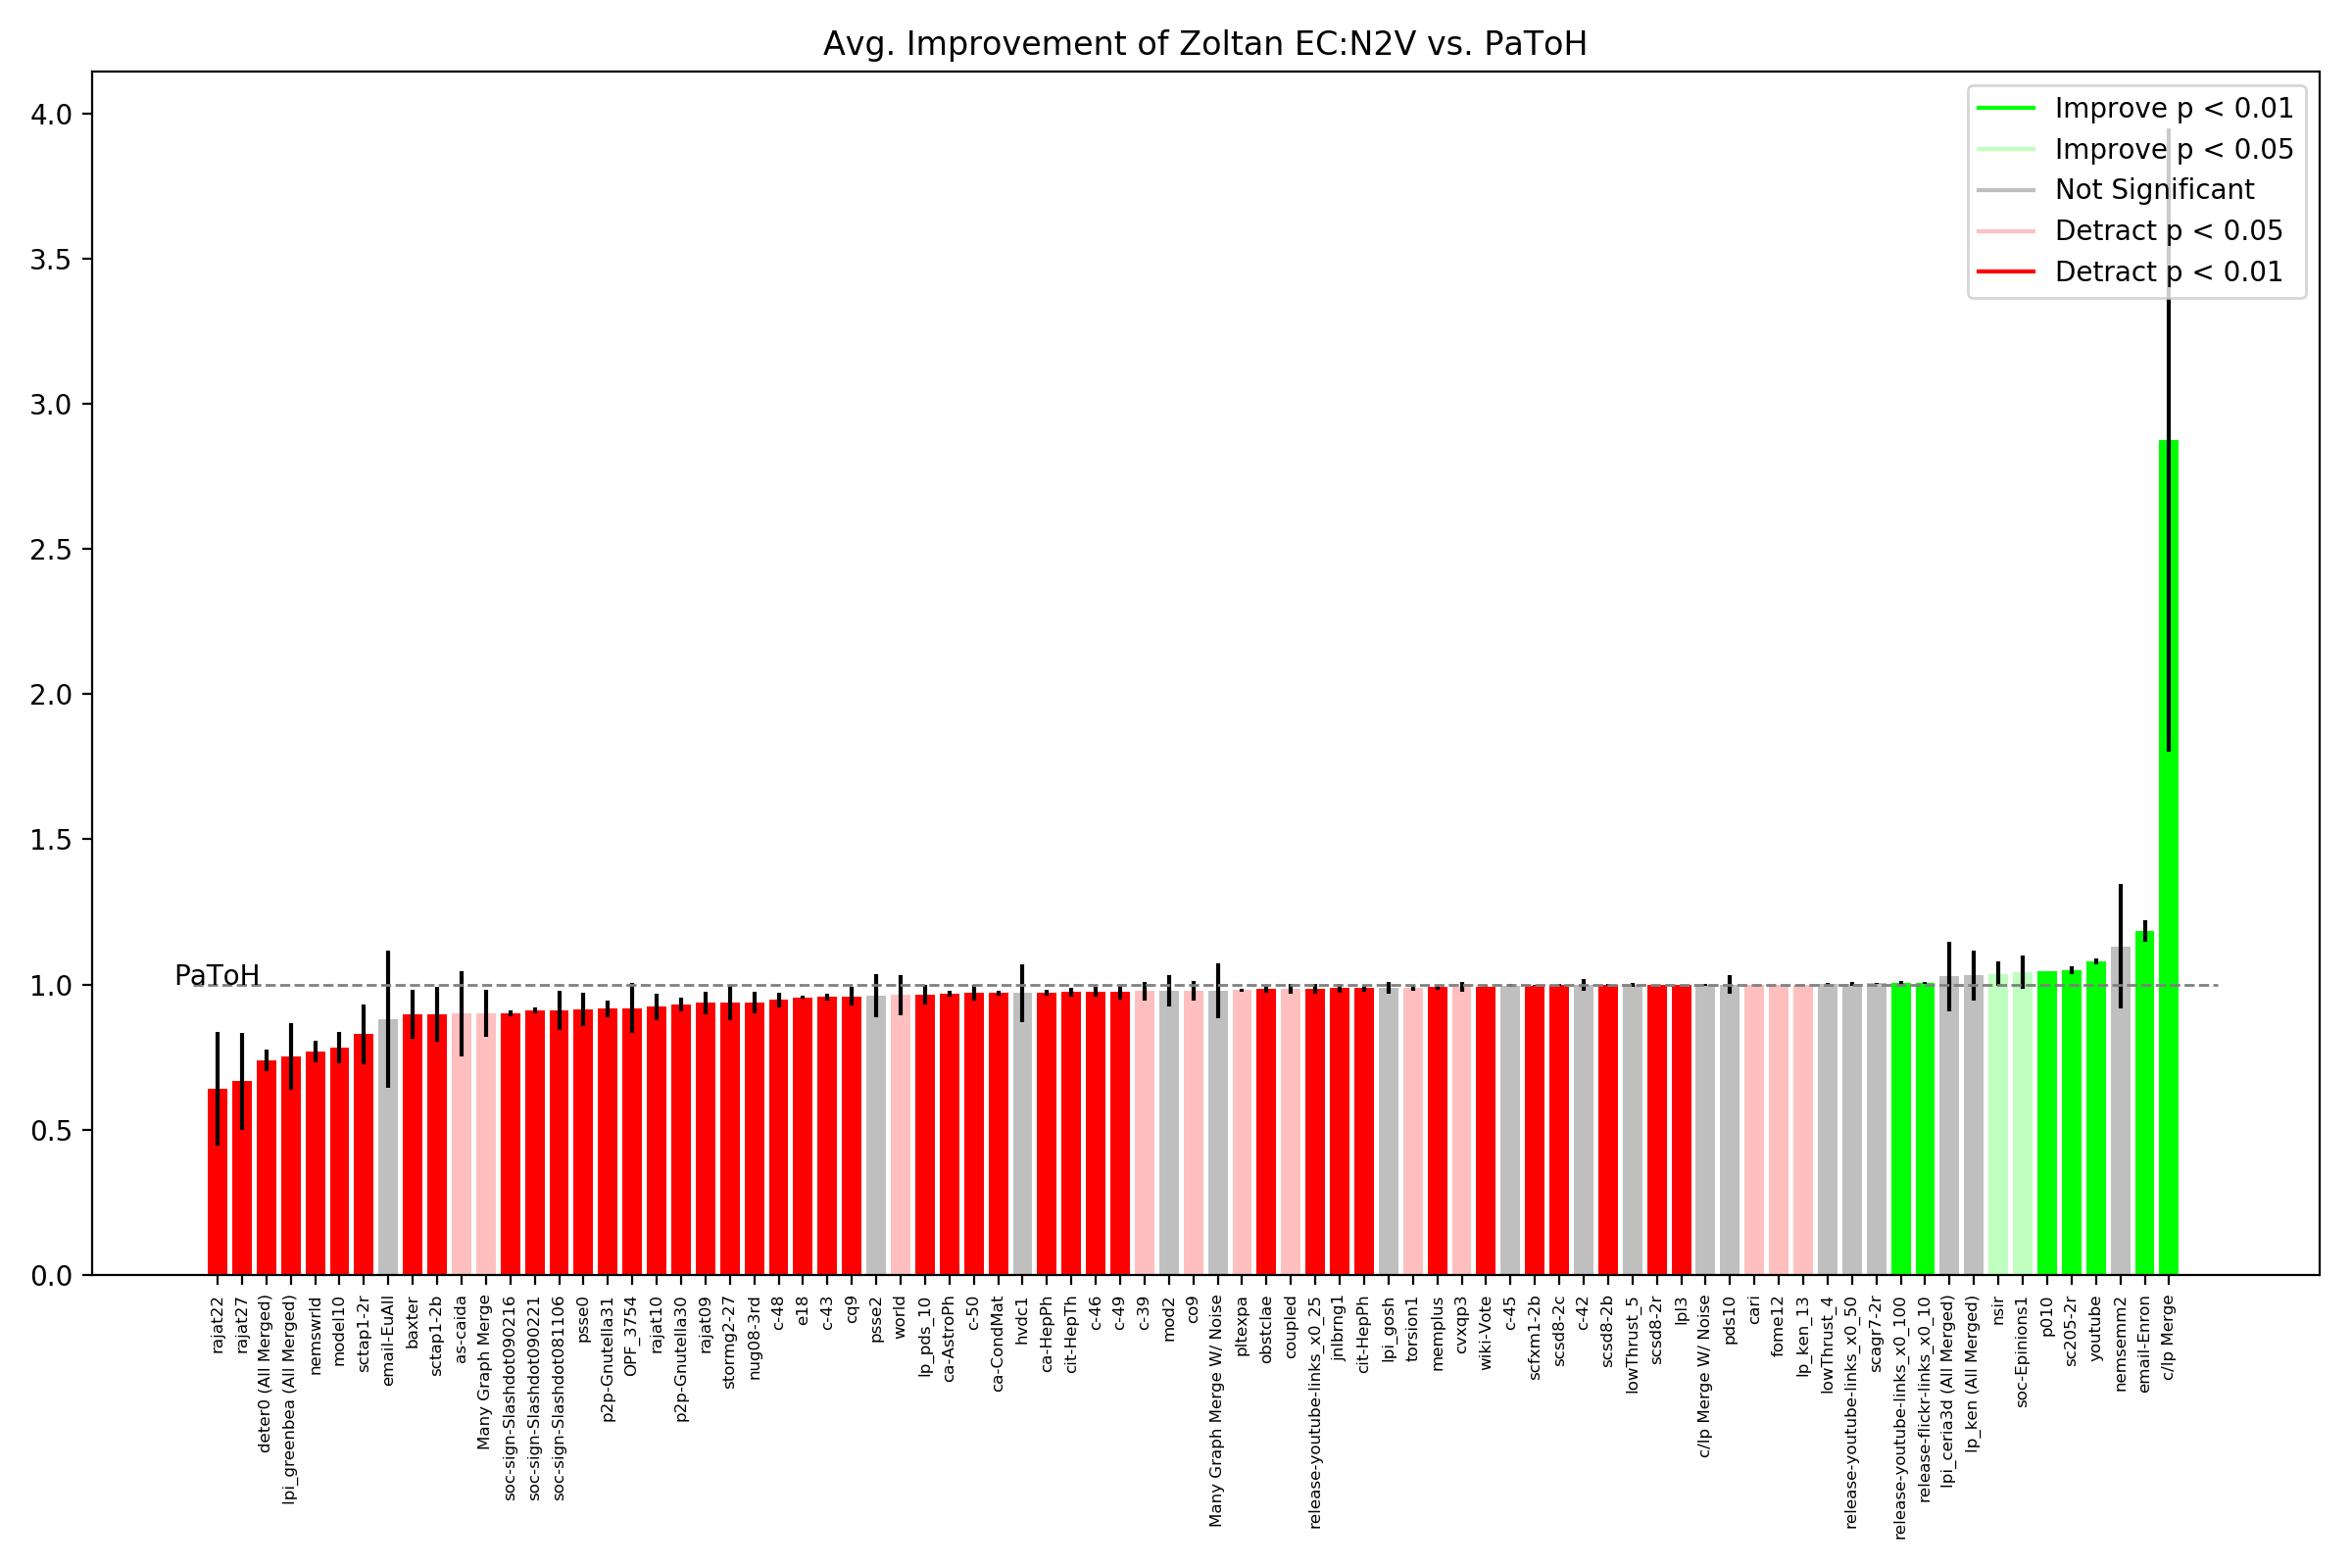 Avg. Improvement of Zoltan EC:N2V vs. PaToH
4.0
3.5
3.0
2.5
2.0
1.5
1.0
0.5
0.0
Improve p < 0.01
Improve p < 0.05
Not Significant
Detract p < 0.05
Detract p < 0.01
PaToH
rajat22
rajat27
deter0 (All Merged)
lpi_greenbea (All Merged)
nemswrld
model10
sctap1-2r
email-EuAll
baxter
sctap1-2b
as-caida
Many Graph Merge
soc-sign-Slashdot090216
soc-sign-Slashdot090221
soc-sign-Slashdot081106
psse0
p2p-Gnutella31
OPF_3754
rajat10
p2p-Gnutella30
rajat09
stormg2-27
nug08-3rd
c-48
e18
c-43
cq9
psse2
world
lp_pds_10
ca-AstroPh
c-50
ca-CondMat
hvdc1
ca-HepPh
cit-HepTh
c-46
c-49
c-39
mod2
co9
Many Graph Merge W/ Noise
pltexpa
obstclae
coupled
release-youtube-links_x0_25
jnlbrng1
cit-HepPh
lpi_gosh
torsion1
memplus
cvxqp3
wiki-Vote
c-45
scfxm1-2b
scsd8-2c
c-42
scsd8-2b
lowThrust_5
scsd8-2r
lpl3
c/lp Merge W/ Noise
pds10
cari
fome12
lp_ken_13
lowThrust_4
release-youtube-links_x0_50
scagr7-2r
release-youtube-links_x0_100
release-flickr-links_x0_10
lpi_ceria3d (All Merged)
lp_ken (All Merged)
nsir
soc-Epinions1
p010
sc205-2r
youtube
nemsemm2
email-Enron
c/lp Merge